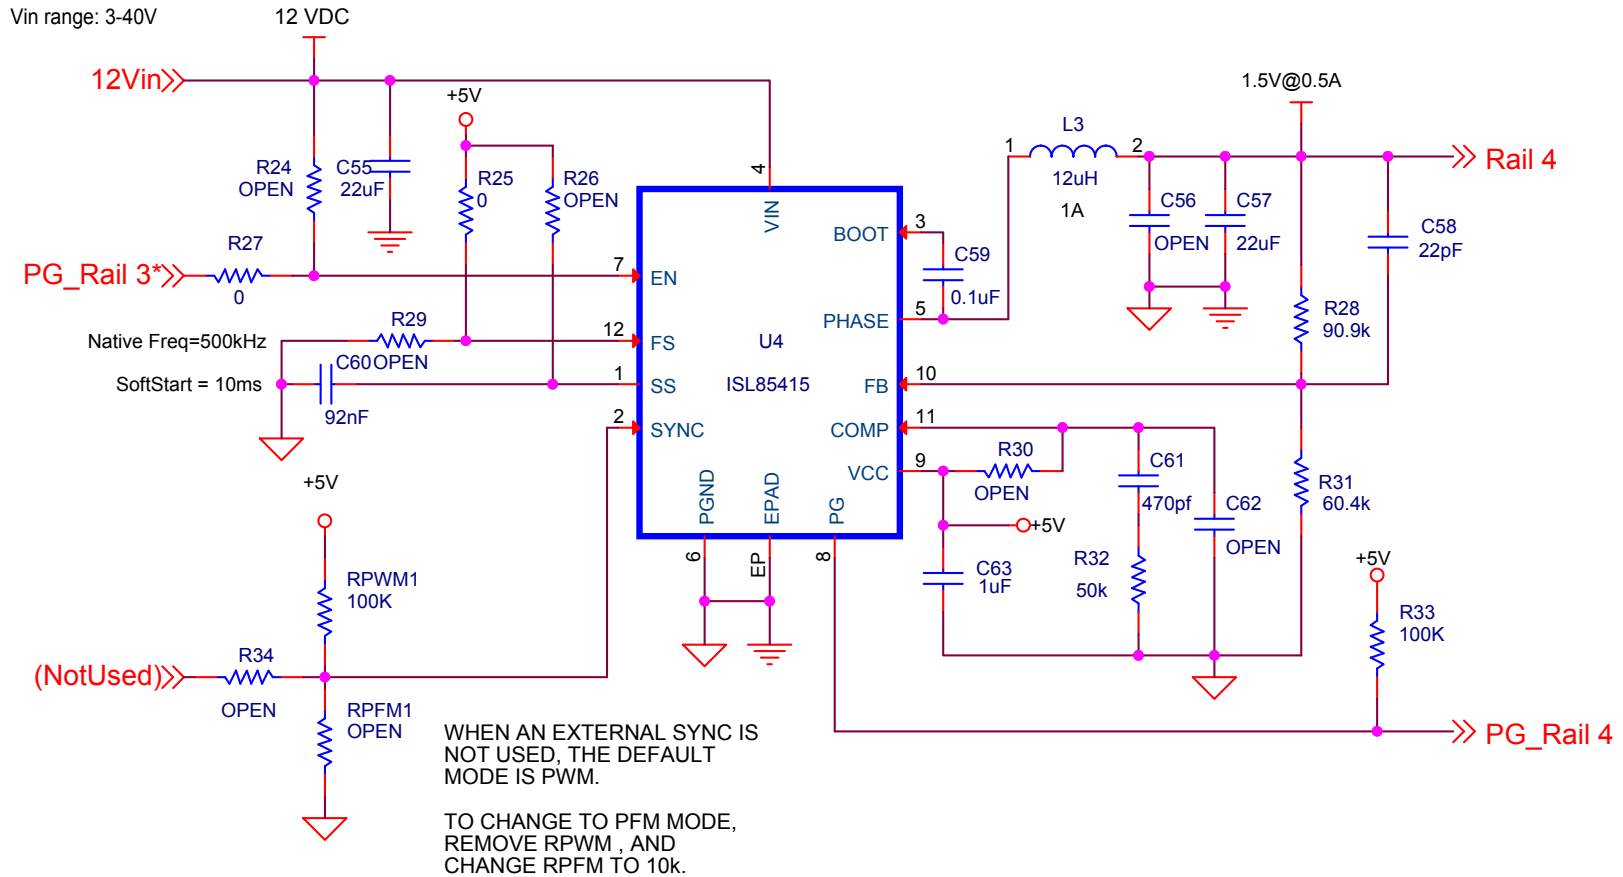 Vin range: 3-40V
12 VDC
12Vin
+5V
1.5V@0.5A
L3
1
2
12uH
1A
Rail 4
R24
OPEN
C55
22uF
R25
0
R26
OPEN
4
VIN
C56
OPEN
C57
22uF
C58
22pF
BOOT
3
C59
0.1uF
R27
0
PG_Rail 3*
7
EN
PHASE
5
R28
90.9k
Native Freq=500kHz
R29
OPEN
12
FS
U4
ISL85415
SoftStart = 10ms
C60
92nF
1
SS
FB
10
2
SYNC
COMP
11
VCC
9
R30
OPEN
C61
470pf
C62
OPEN
R31
60.4k
PGND
EPAD
PG
6
EP
8
+5V
C63
1uF
R32
50k
+5V
R33
100K
+5V
RPWM1
100K
(NotUsed)
R34
OPEN
RPFM1
OPEN
PG_Rail 4
WHEN AN EXTERNAL SYNC IS
NOT USED, THE DEFAULT
MODE IS PWM.
TO CHANGE TO PFM MODE,
REMOVE RPWM , AND
CHANGE RPFM TO 10k.